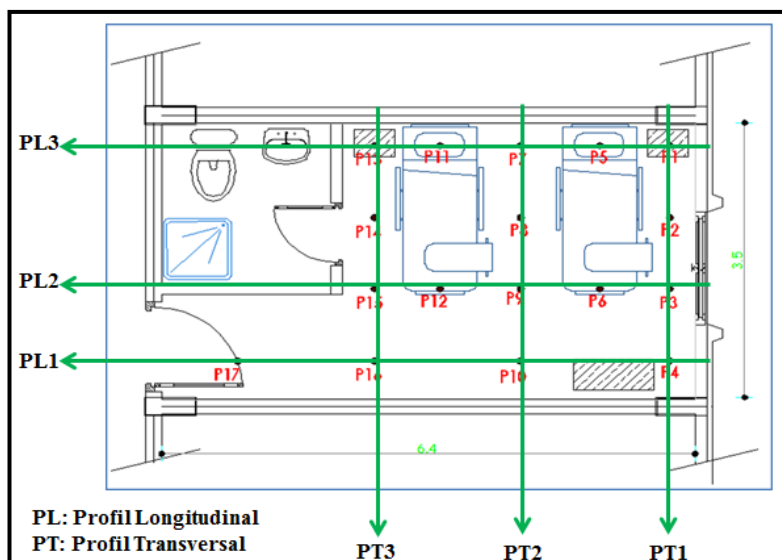 PL3
P13 P11 P7 P5 P1
P14 P8 P2
3.5
PL2
P15 P12 P9 P6 P3
PL1
P17 P16 P10 P4
6.4
PL: Profil Longitudinal
PT: Profil Transversal
PT3 PT2 PT1